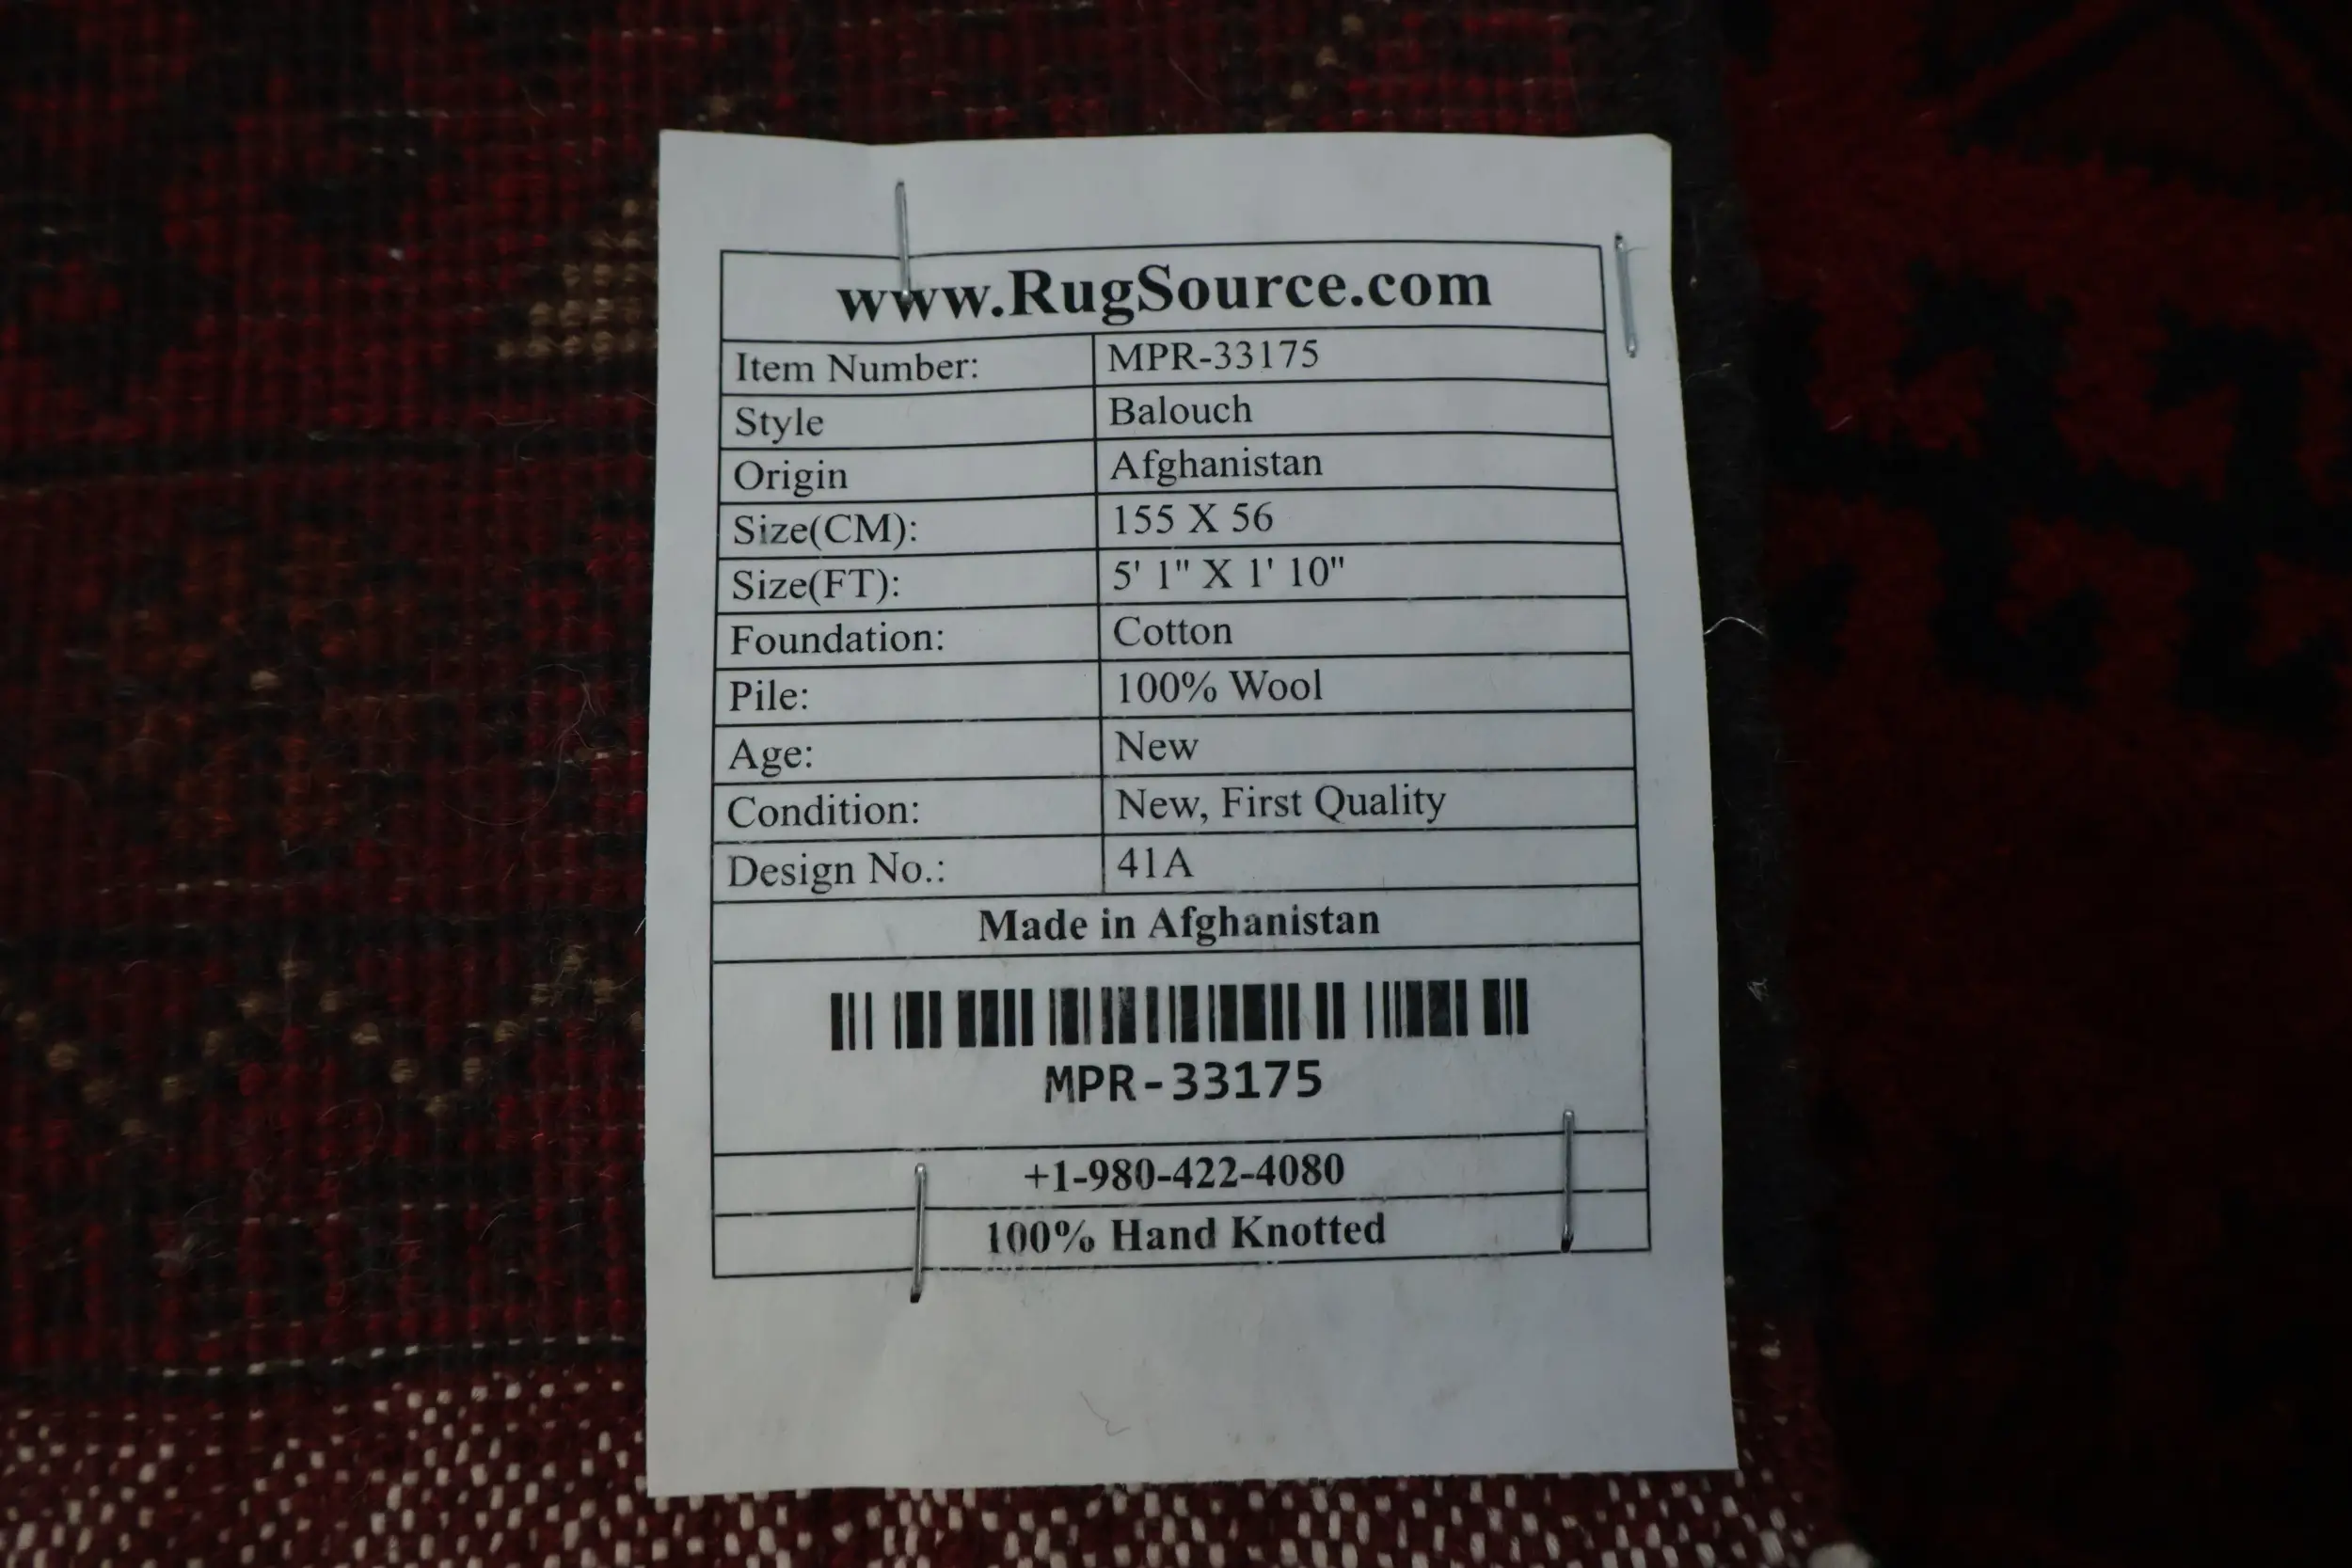 www.RugSource.com
Item Number: MPR-33175
Style Balouch
Origin Afghanistan
Size(CM): 155 X 56
Size(FT): 5' 1" X 1' 10"
Foundation: Cotton
Pile: 100% Wool
Age: New
Condition: New, First Quality
Design No.: 41A
Made in Afghanistan
MPR-33175
+1-980-422-4080
100% Hand Knotted